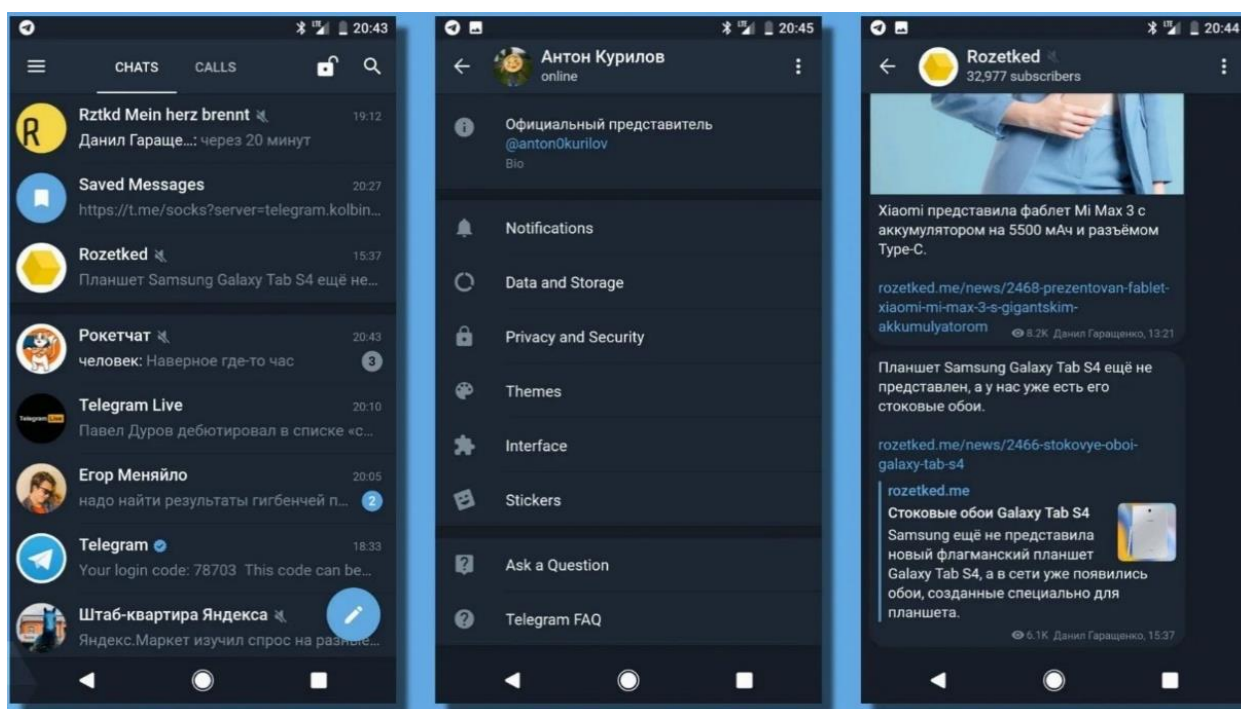 20:43
CHATS
CALLS
Rztkd Mein herz brennt
19:12
Данил Гараще...: через 20 минут
Saved Messages
20:27
https://t.me/socks?server=telegram.kolbin...
Rozetked
15:37
Планшет Samsung Galaxy Tab S4 ещё не...
Рокетчат
20:43
человек: Наверное где-то час
3
Telegram Live
20:10
Павел Дуров дебютировал в списке «с...
Егор Меняйло
20:05
надо найти результаты гигбенчей п...
2
Telegram
18:33
Your login code: 78703 This code can be...
Штаб-квартира Яндекса
Яндекс.Маркет изучил спрос на разные...
LTE 20:45
Антон Курилов
online
Официальный представитель
@anton0kurilov
Bio
Notifications
Data and Storage
Privacy and Security
Themes
Interface
Stickers
Ask a Question
Telegram FAQ
LTE 20:44
Rozetked
32,977 subscribers
Xiaomi представила фаблет Mi Max 3 с
аккумулятором на 5500 мАч и разъёмом
Type-C.
rozetked.me/news/2468-prezentovan-fablet-
xiaomi-mi-max-3-s-gigantskim-
akkumulyatorom
8.2K Данил Гаращенко, 13:21
Планшет Samsung Galaxy Tab S4 ещё не
представлен, а у нас уже есть его
стоковые обои.
rozetked.me/news/2466-stokovye-oboi-
galaxy-tab-s4
rozetked.me
Стоковые обои Galaxy Tab S4
Samsung ещё не представила
новый флагманский планшет
Galaxy Tab S4, а в сети уже появились
обои, созданные специально для
планшета.
6.1K Данил Гаращенко, 15:37